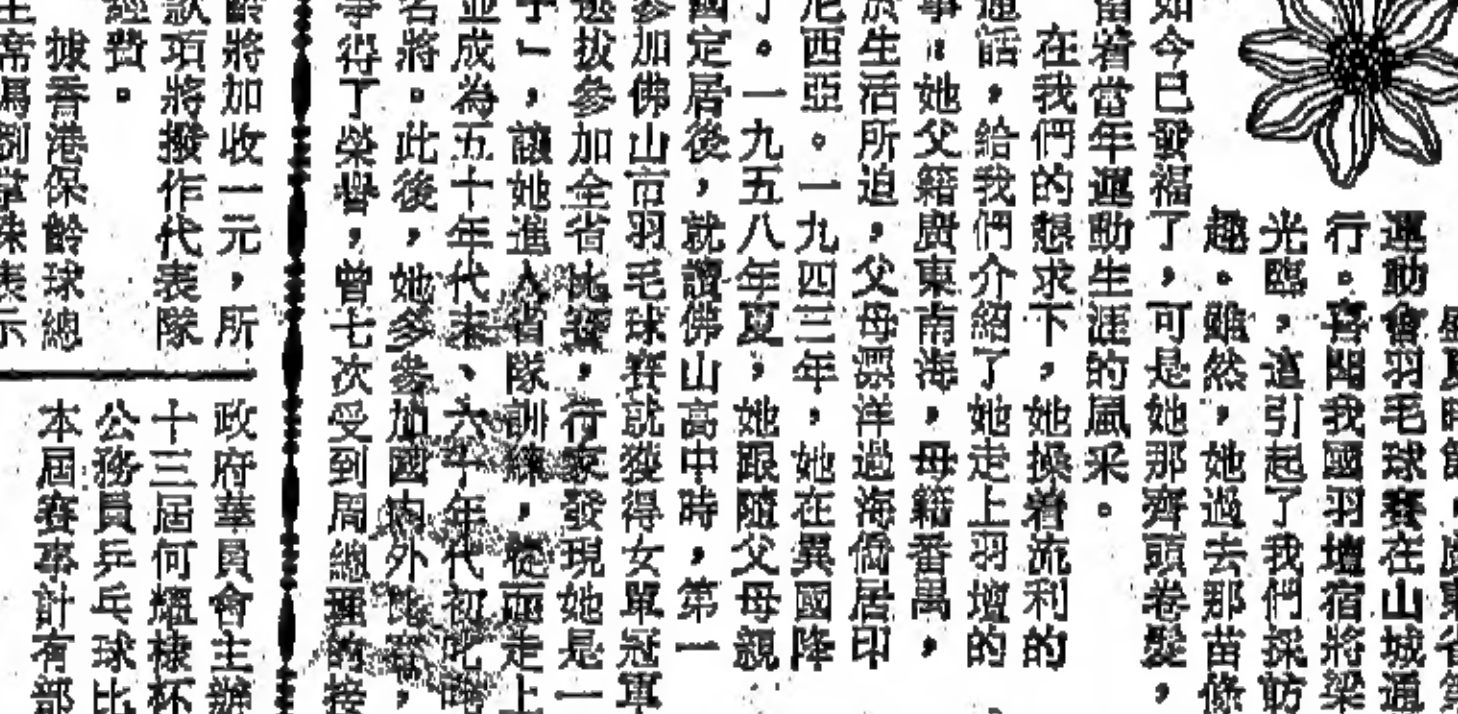 盛夏時節，廣東省第
運動會羽毛球賽在山城通
行。喜聞我國羽壇宿將梁
光臨，這引起了我們採訪
趣。雖然，她過去那苗條
如今已發福了，可是她那齊頭卷髮，
留着當年運動生涯的風采。
在我們的懇求下，她操着流利的
通話，給我們介紹了她走上羽壇的
事：她父籍廣東南海，母籍番禺，
於生活所迫，父母漂洋過海僑居印
尼西亞。一九四三年，她在異國降
了。一九五八年夏，她跟隨父母親
國定居後，就讀佛山高中時，第一
參加佛山市羽毛球賽就獲得女單冠軍
選拔參加全省比賽，行家發現她是一
子」，讓她進入省隊訓練，從而走上
並成為五十年代末、六十年代初叱咤
名將。此後，她多參加國內外比賽，
爭得了榮譽，曾七次受到周總理的接
齡將加收一元，所
款項將撥作代表隊
經費。
據香港保齡球總
主席馮劉掌珠表示
政府華員會主辦
十三屆何耀棣杯
公務員乒乓球比
本屆賽事計有部